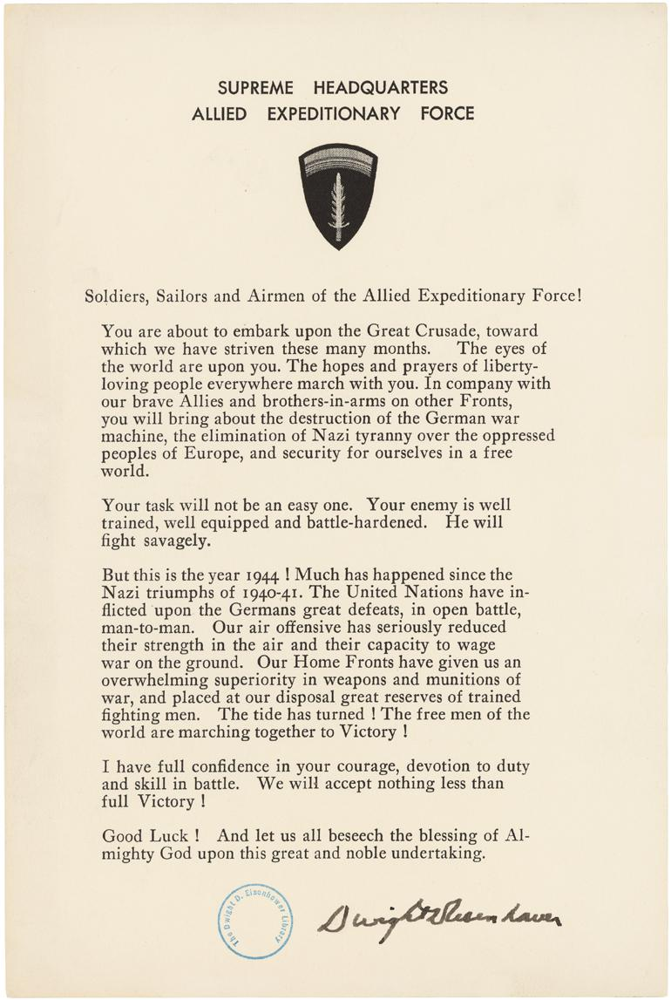 SUPREME HEADQUARTERS
ALLIED EXPEDITIONARY FORCE
Soldiers, Sailors and Airmen of the Allied Expeditionary Force!
You are about to embark upon the Great Crusade, toward
which we have striven these many months. The eyes of
the world are upon you. The hopes and prayers of liberty-
loving people everywhere march with you. In company with
our brave Allies and brothers-in-arms on other Fronts,
you will bring about the destruction of the German war
machine, the elimination of Nazi tyranny over the oppressed
peoples of Europe, and security for ourselves in a free
world.
Your task will not be an easy one. Your enemy is well
trained, well equipped and battle-hardened. He will
fight savagely.
But this is the year 1944 ! Much has happened since the
Nazi triumphs of 1940-41. The United Nations have in-
flicted upon the Germans great defeats, in open battle,
man-to-man. Our air offensive has seriously reduced
their strength in the air and their capacity to wage
war on the ground. Our Home Fronts have given us an
overwhelming superiority in weapons and munitions of
war, and placed at our disposal great reserves of trained
fighting men. The tide has turned ! The free men of the
world are marching together to Victory !
I have full confidence in your courage, devotion to duty
and skill in battle. We will accept nothing less than
full Victory !
Good Luck ! And let us all beseech the blessing of Al-
mighty God upon this great and noble undertaking.
The Dwight D. Eisenhower Library
Dwight D Eisenhower